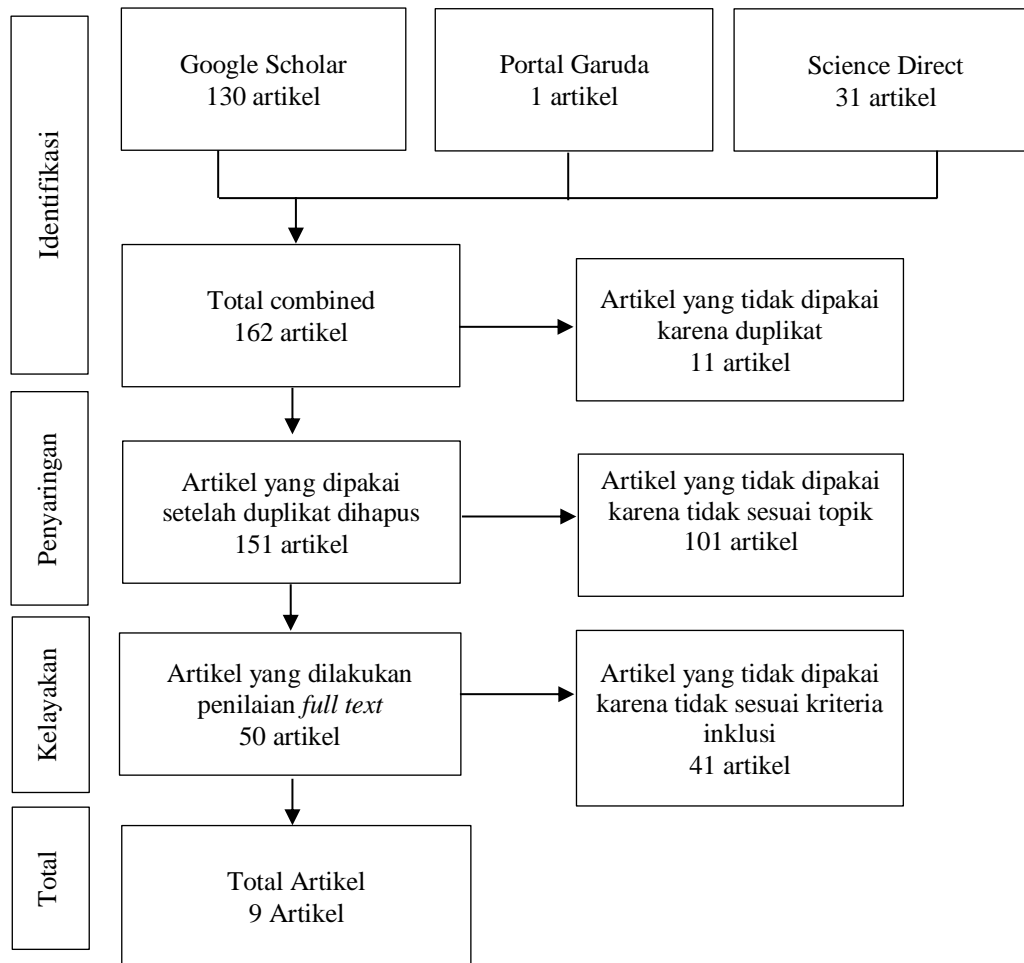 Identifikasi
Google Scholar
130 artikel
Portal Garuda
1 artikel
Science Direct
31 artikel
Total combined
162 artikel
Artikel yang tidak dipakai
karena duplikat
11 artikel
Penyaringan
Artikel yang dipakai
setelah duplikat dihapus
151 artikel
Artikel yang tidak dipakai
karena tidak sesuai topik
101 artikel
Kelayakan
Artikel yang dilakukan
penilaian full text
50 artikel
Artikel yang tidak dipakai
karena tidak sesuai kriteria
inklusi
41 artikel
Total
Total Artikel
9 Artikel